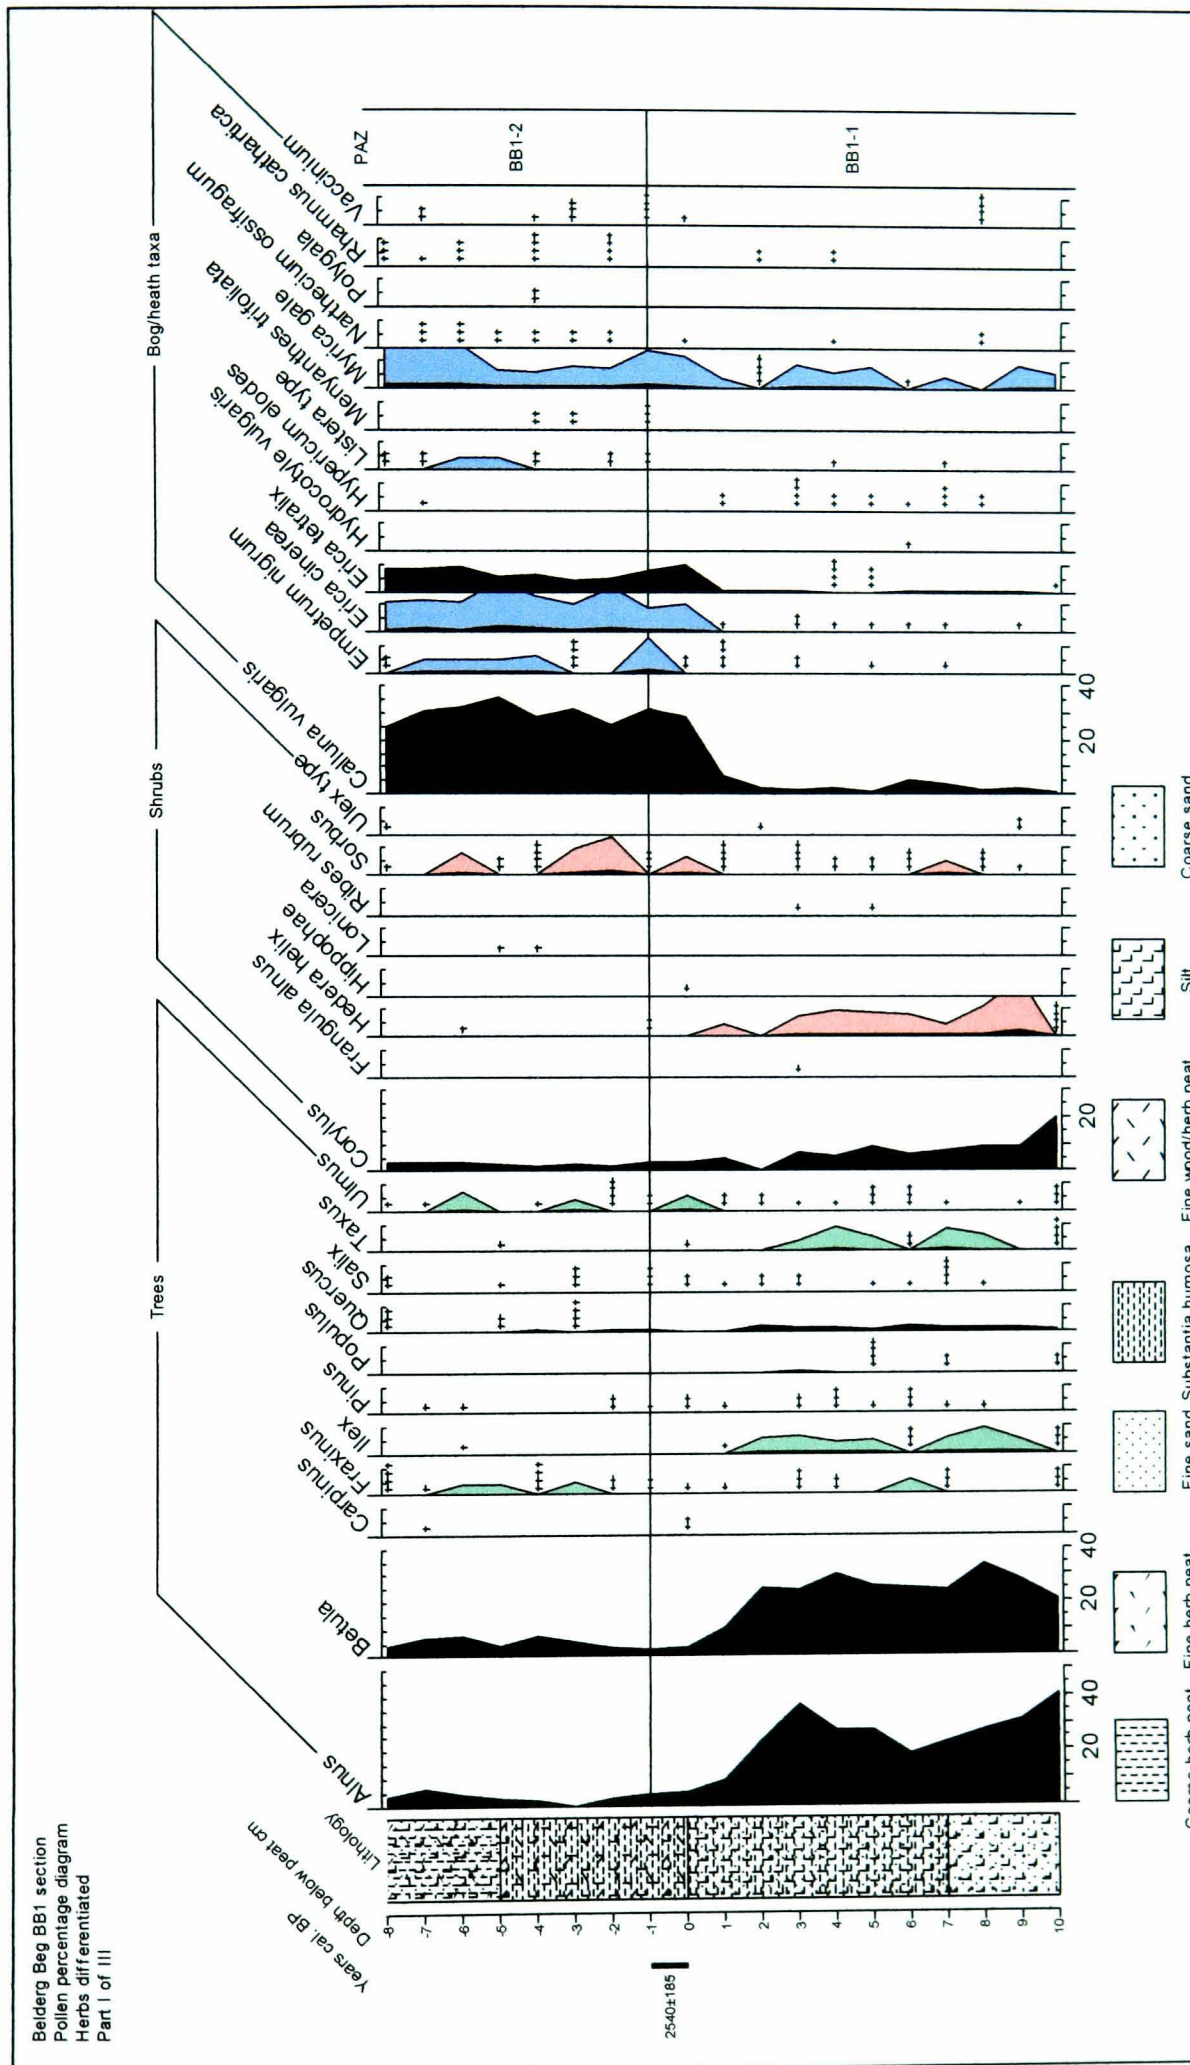 Belderg Beg BB1 section
Pollen percentage diagram
Herbs differentiated
Part I of III
Trees
Shrubs
Bog/heath taxa
Years cal. BP
Depth below peat cm
Lithology
Alnus
Betula
Carpinus
Fraxinus
Ilex
Pinus
Populus
Quercus
Salix
Taxus
Ulmus
Corylus
Frangula alnus
Hedera helix
Hippophae
Lonicera
Ribes rubrum
Sorbus
Ulex type
Calluna vulgaris
Empetrum nigrum
Erica cinerea
Erica tetralix
Hydrocotyle vulgaris
Hypericum elodes
Listera type
Menyanthes trifoliata
Myrica gale
Narthecium ossifragum
Polygala
Rhamnus cathartica
Vaccinium
PAZ
BB1-2
BB1-1
2540±185
-8
-7
-6
-5
-4
-3
-2
-1
0
1
2
3
4
5
6
7
8
9
10
20 40
20 40
20
20 40
Coarse herb peat
Fine herb peat
Fine sand
Substantia humosa
Fine wood/herb peat
Silt
Coarse sand